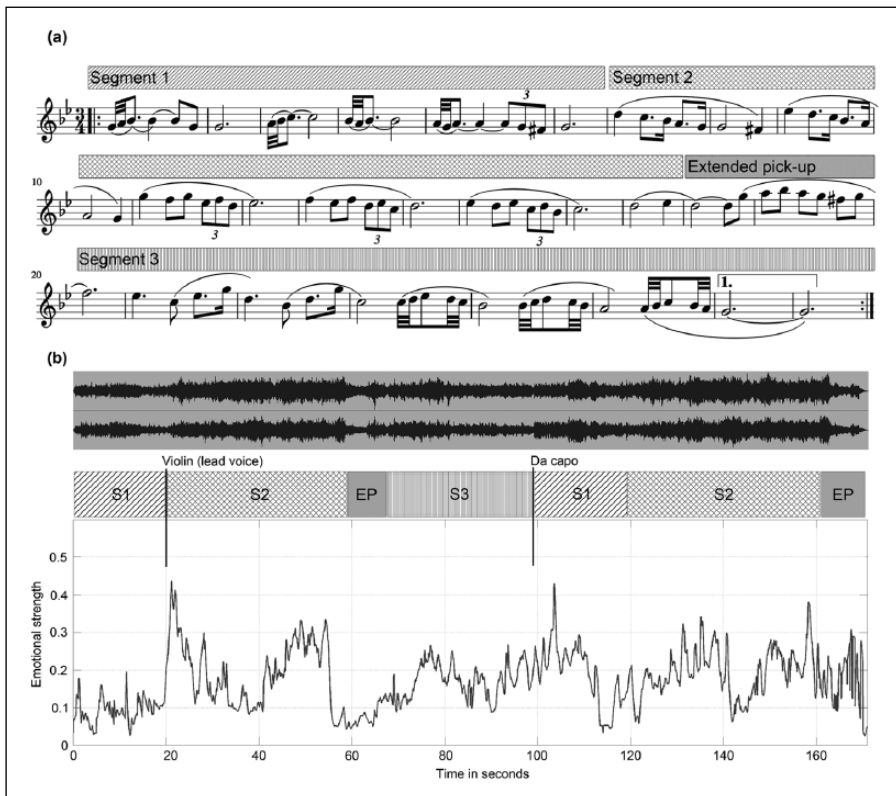 (a)
Segment 1
Segment 2
3
4
3
10
Extended pick-up
3
3
3
20
Segment 3
1.
(b)
Violin (lead voice)
Da capo
S1
S2
EP
S3
S1
S2
EP
0.5
0.4
0.3
0.2
0.1
0
Emotional strength
0 20 40 60 80 100 120 140 160
Time in seconds